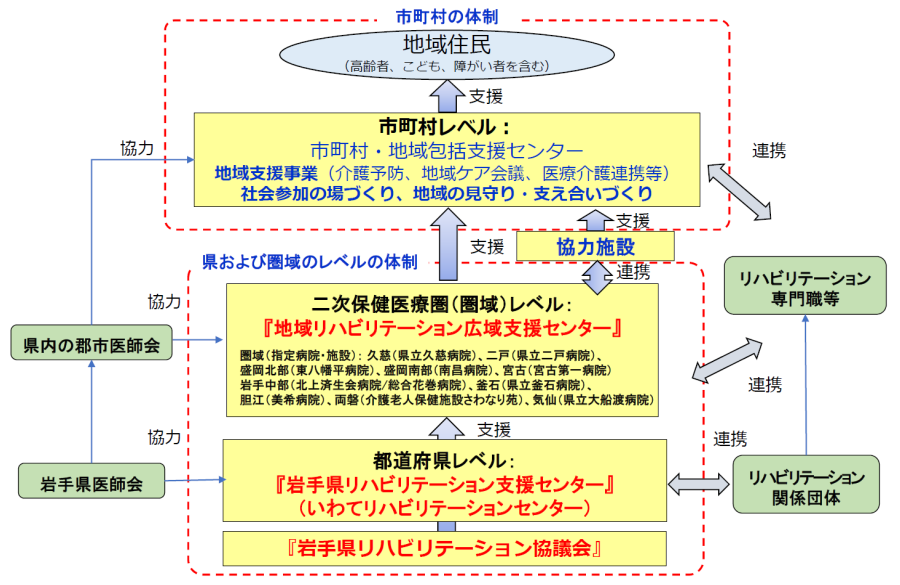 市町村の体制
地域住民
（高齢者、こども、障がい者を含む）
支援
市町村レベル：
市町村・地域包括支援センター
地域支援事業（介護予防、地域ケア会議、医療介護連携等）
社会参加の場づくり、地域の見守り・支え合いづくり
協力
連携
支援
支援
協力施設
連携
県および圏域のレベルの体制
二次保健医療圏（圏域）レベル：
『地域リハビリテーション広域支援センター』
圏域（指定病院・施設）：久慈（県立久慈病院）、二戸（県立二戸病院）、
盛岡北部（東八幡平病院）、盛岡南部（南昌病院）、宮古（宮古第一病院）
岩手中部（北上済生会病院/総合花巻病院）、釜石（県立釜石病院）、
胆江（美希病院）、両磐（介護老人保健施設さわなり苑）、気仙（県立大船渡病院）
協力
県内の郡市医師会
リハビリテーション
専門職等
連携
支援
協力
連携
都道府県レベル：
『岩手県リハビリテーション支援センター』
（いわてリハビリテーションセンター）
岩手県医師会
リハビリテーション
関係団体
『岩手県リハビリテーション協議会』